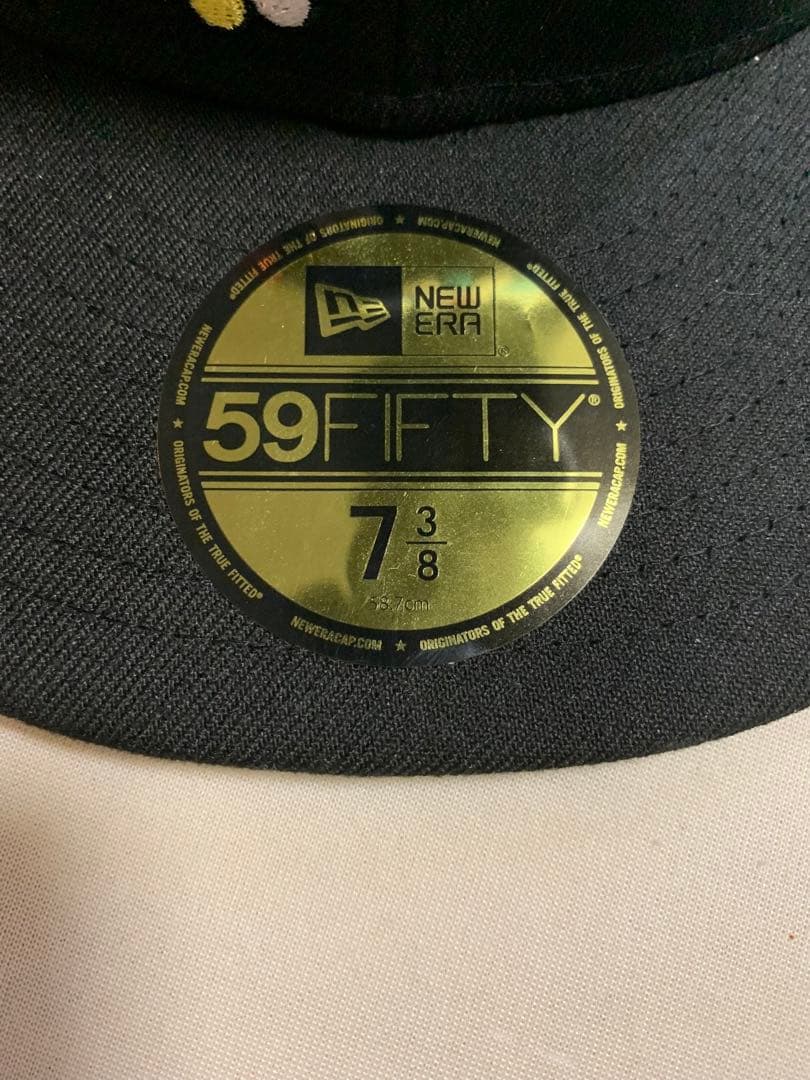 NEW
ERA
®
59FIFTY®
7 3/8
58.7cm
NEWERACAP.COM ★ ORIGINATORS OF THE TRUE FITTED® ★ NEWERACAP.COM ★ ORIGINATORS OF THE TRUE FITTED® ★ NEWERACAP.COM ★ ORIGINATORS OF THE TRUE FITTED® ★ NEWERACAP.COM ★ ORIGINATORS OF THE TRUE FITTED®